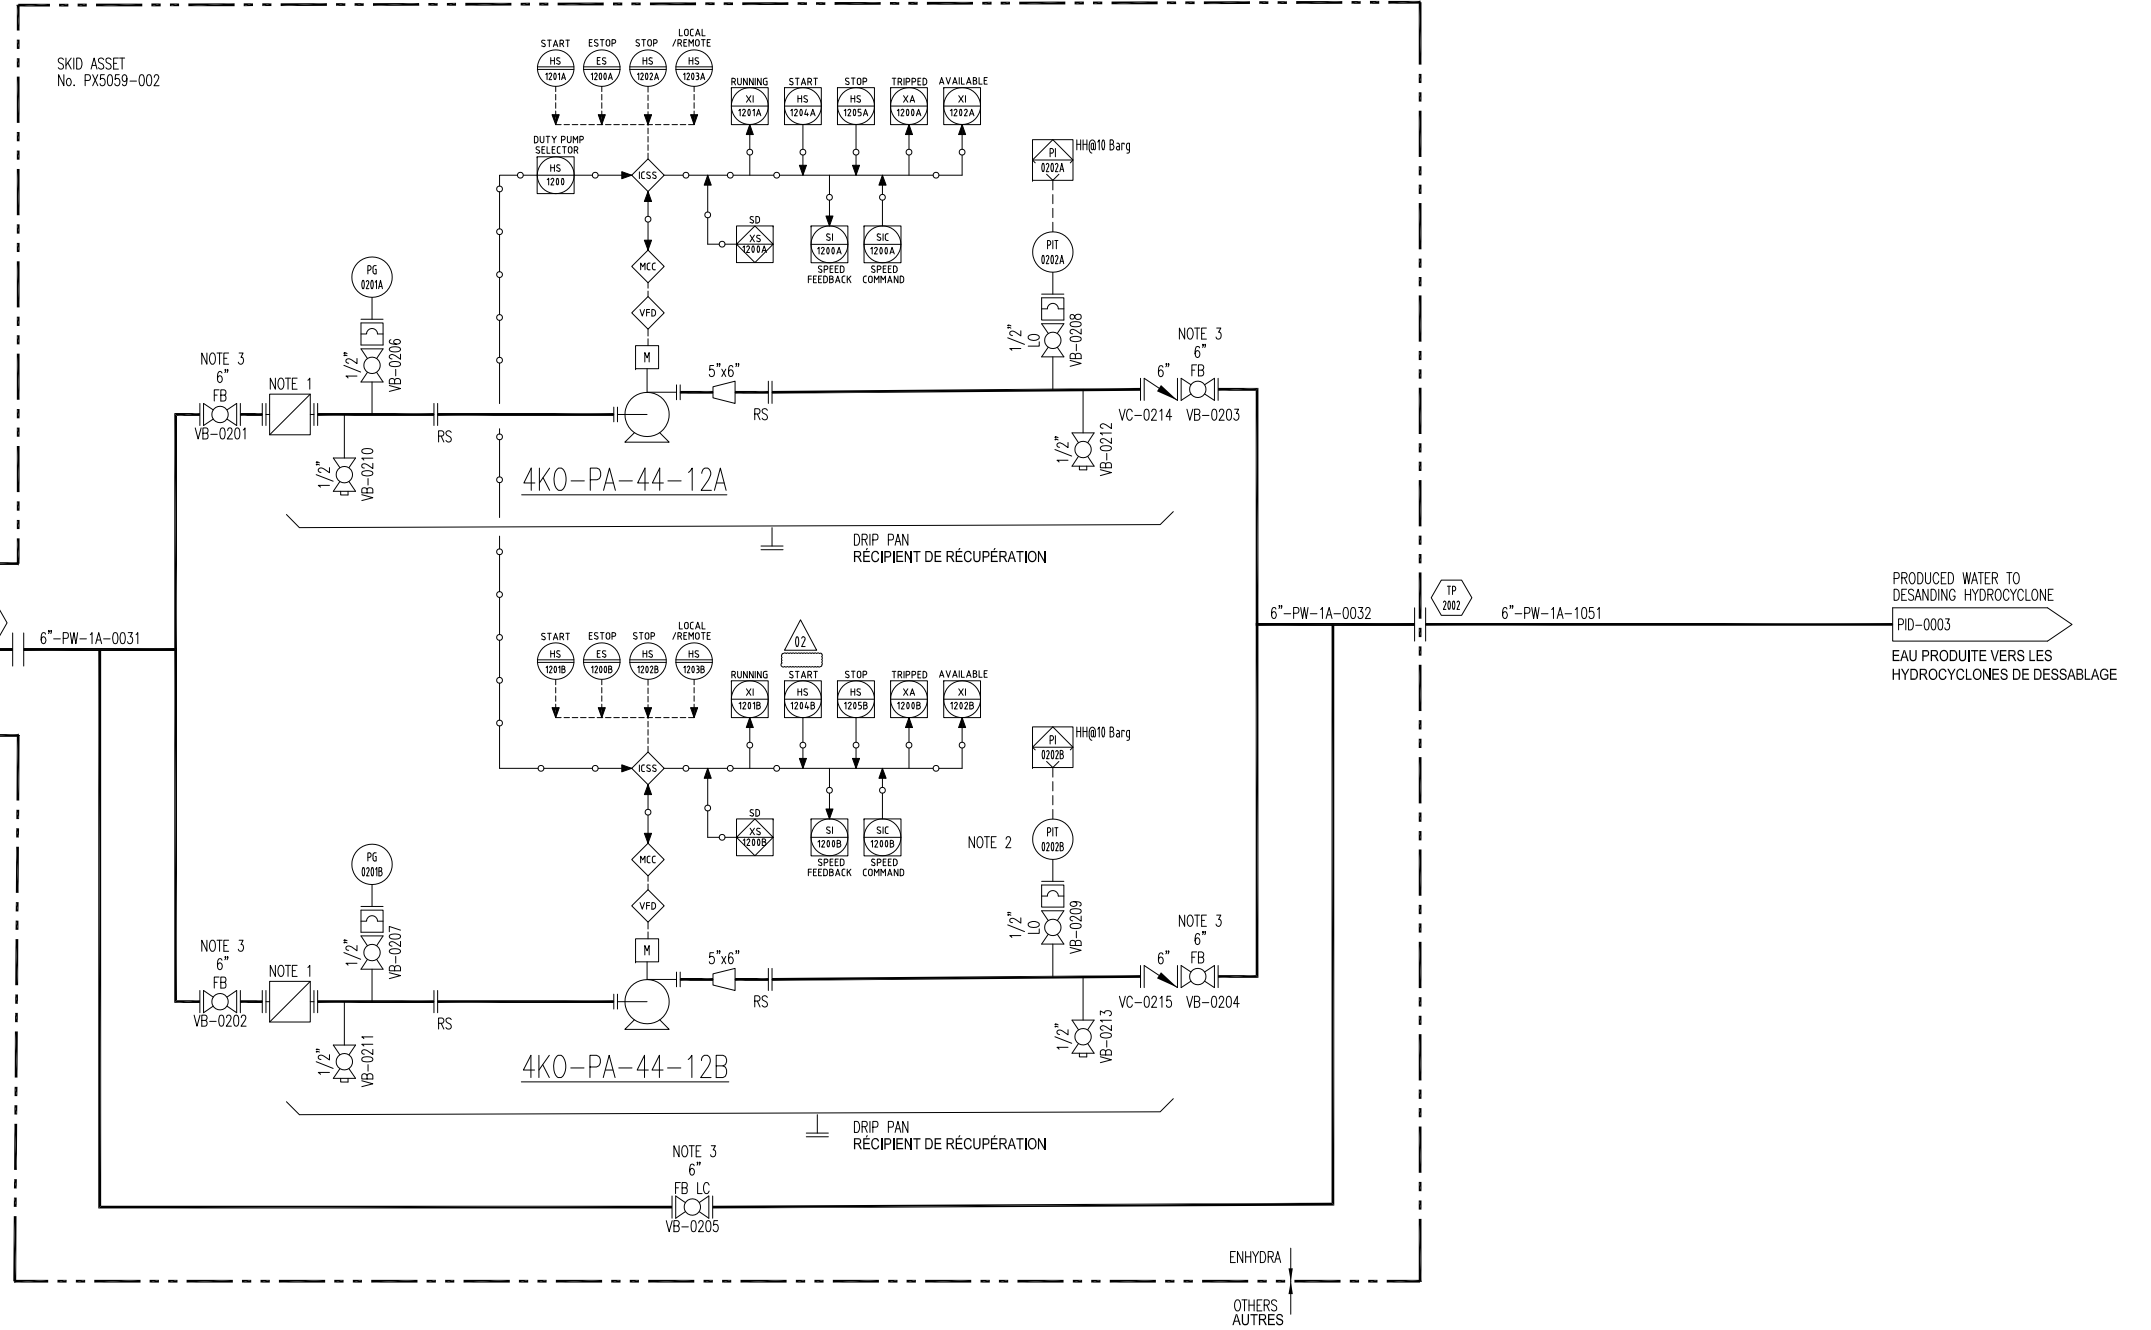 SKID ASSET
No. PX5059-002
START
HS
1201A
ESTOP
ES
1200A
STOP
HS
1202A
LOCAL
/REMOTE
HS
1203A
RUNNING
XI
1201A
START
HS
1204A
STOP
HS
1205A
TRIPPED
XA
1200A
AVAILABLE
XI
1202A
DUTY PUMP
SELECTOR
HS
1200
ICSS
SD
XS
1200A
SI
1200A
SPEED
FEEDBACK
SIC
1200A
SPEED
COMMAND
MCC
VFD
M
PI
0202A
HH@10 Barg
PIT
0202A
1/2"
LO
VB-0208
PG
0201A
1/2"
VB-0206
NOTE 3
6"
FB
VB-0201
NOTE 1
1/2"
VB-0210
RS
5"x6"
RS
4KO-PA-44-12A
1/2"
VB-0212
6"
VC-0214
NOTE 3
6"
FB
VB-0203
DRIP PAN
RÉCIPIENT DE RÉCUPÉRATION
6"-PW-1A-0031
6"-PW-1A-0032
TP
2002
6"-PW-1A-1051
PRODUCED WATER TO
DESANDING HYDROCYCLONE
PID-0003
EAU PRODUITE VERS LES
HYDROCYCLONES DE DESSABLAGE
START
HS
1201B
ESTOP
ES
1200B
STOP
HS
1202B
LOCAL
/REMOTE
HS
1203B
02
RUNNING
XI
1201B
START
HS
1204B
STOP
HS
1205B
TRIPPED
XA
1200B
AVAILABLE
XI
1202B
ICSS
SD
XS
1200B
SI
1200B
SPEED
FEEDBACK
SIC
1200B
SPEED
COMMAND
MCC
VFD
M
PI
0202B
HH@10 Barg
NOTE 2
PIT
0202B
1/2"
LO
VB-0209
PG
0201B
1/2"
VB-0207
NOTE 3
6"
FB
VB-0202
NOTE 1
1/2"
VB-0211
RS
5"x6"
RS
4KO-PA-44-12B
1/2"
VB-0213
6"
VC-0215
NOTE 3
6"
FB
VB-0204
DRIP PAN
RÉCIPIENT DE RÉCUPÉRATION
NOTE 3
6"
FB LC
VB-0205
ENHYDRA
OTHERS
AUTRES